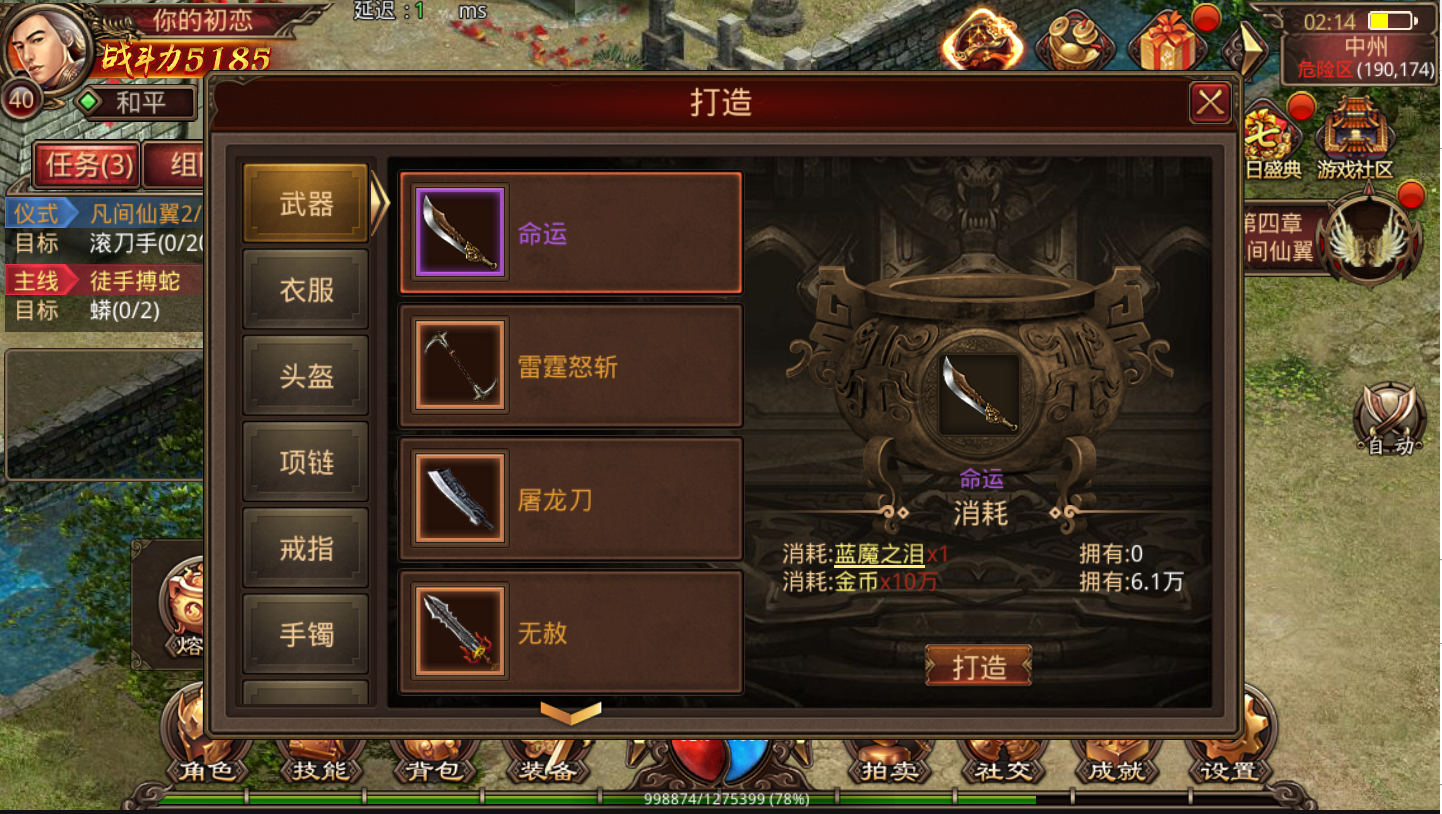 你的初恋
延迟 :1 ms
战斗力5185
40
和平
02:14
中州
危险区(190,174)
打造
任务(3)
仪式 凡间仙翼2/
目标 滚刀手(0/20
主线 徒手搏蛇
目标 蟒(0/2)
武器
衣服
头盔
项链
戒指
手镯
命运
雷霆怒斩
屠龙刀
无赦
命运
消耗
消耗:蓝魔之泪x1 拥有:0
消耗:金币x10万 拥有:6.1万
打造
日盛典
游戏社区
第四章
间仙翼
自动
熔
角色
技能
背包
装备
拍卖
社交
成就
设置
998874/1275399 (78%)